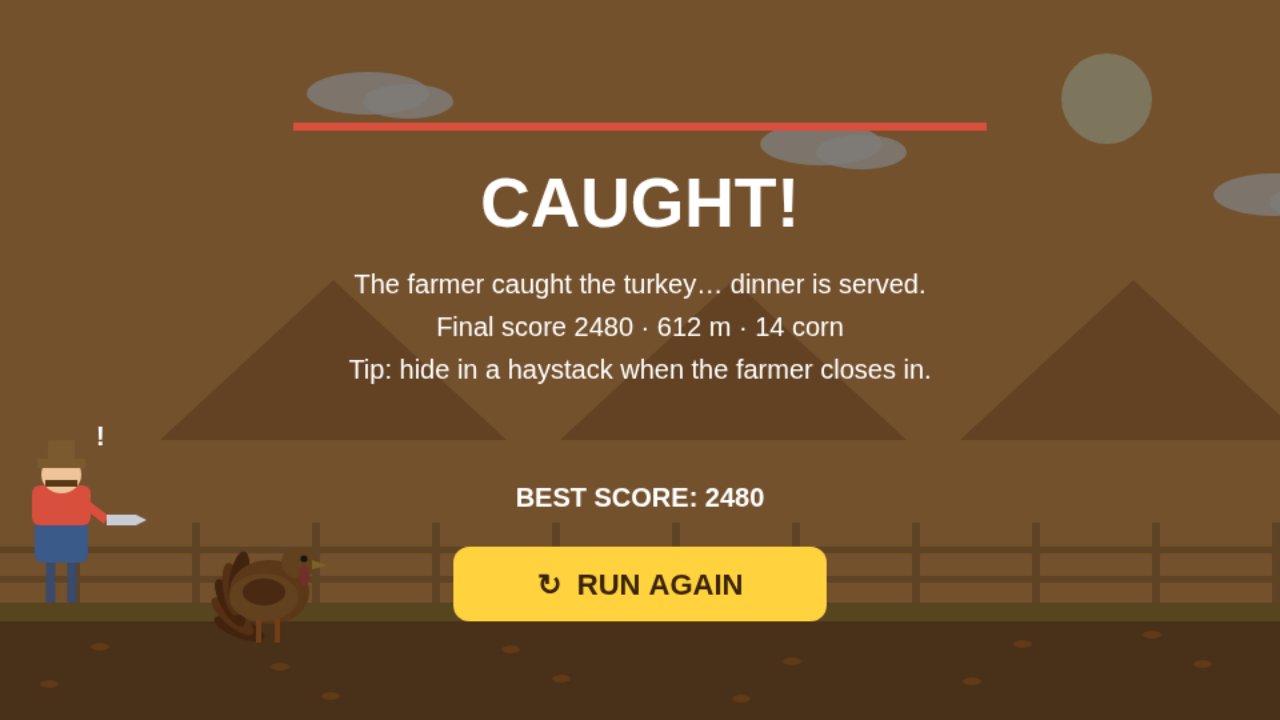 CAUGHT!
The farmer caught the turkey… dinner is served.
Final score 2480 · 612 m · 14 corn
Tip: hide in a haystack when the farmer closes in.
!
BEST SCORE: 2480
↻ RUN AGAIN